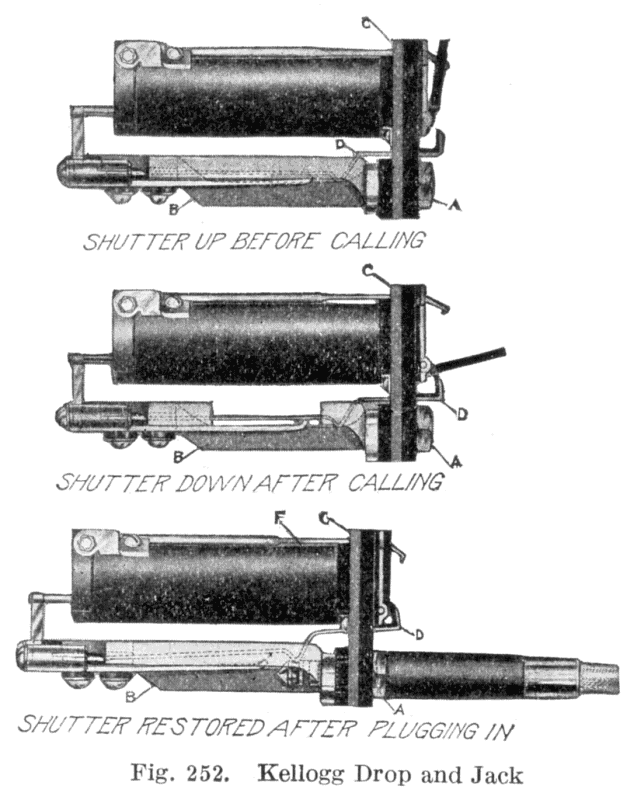 C
D
B
A
SHUTTER UP BEFORE CALLING
C
D
B
A
SHUTTER DOWN AFTER CALLING
F C
D
B
A
SHUTTER RESTORED AFTER PLUGGING IN
Fig. 252. Kellogg Drop and Jack